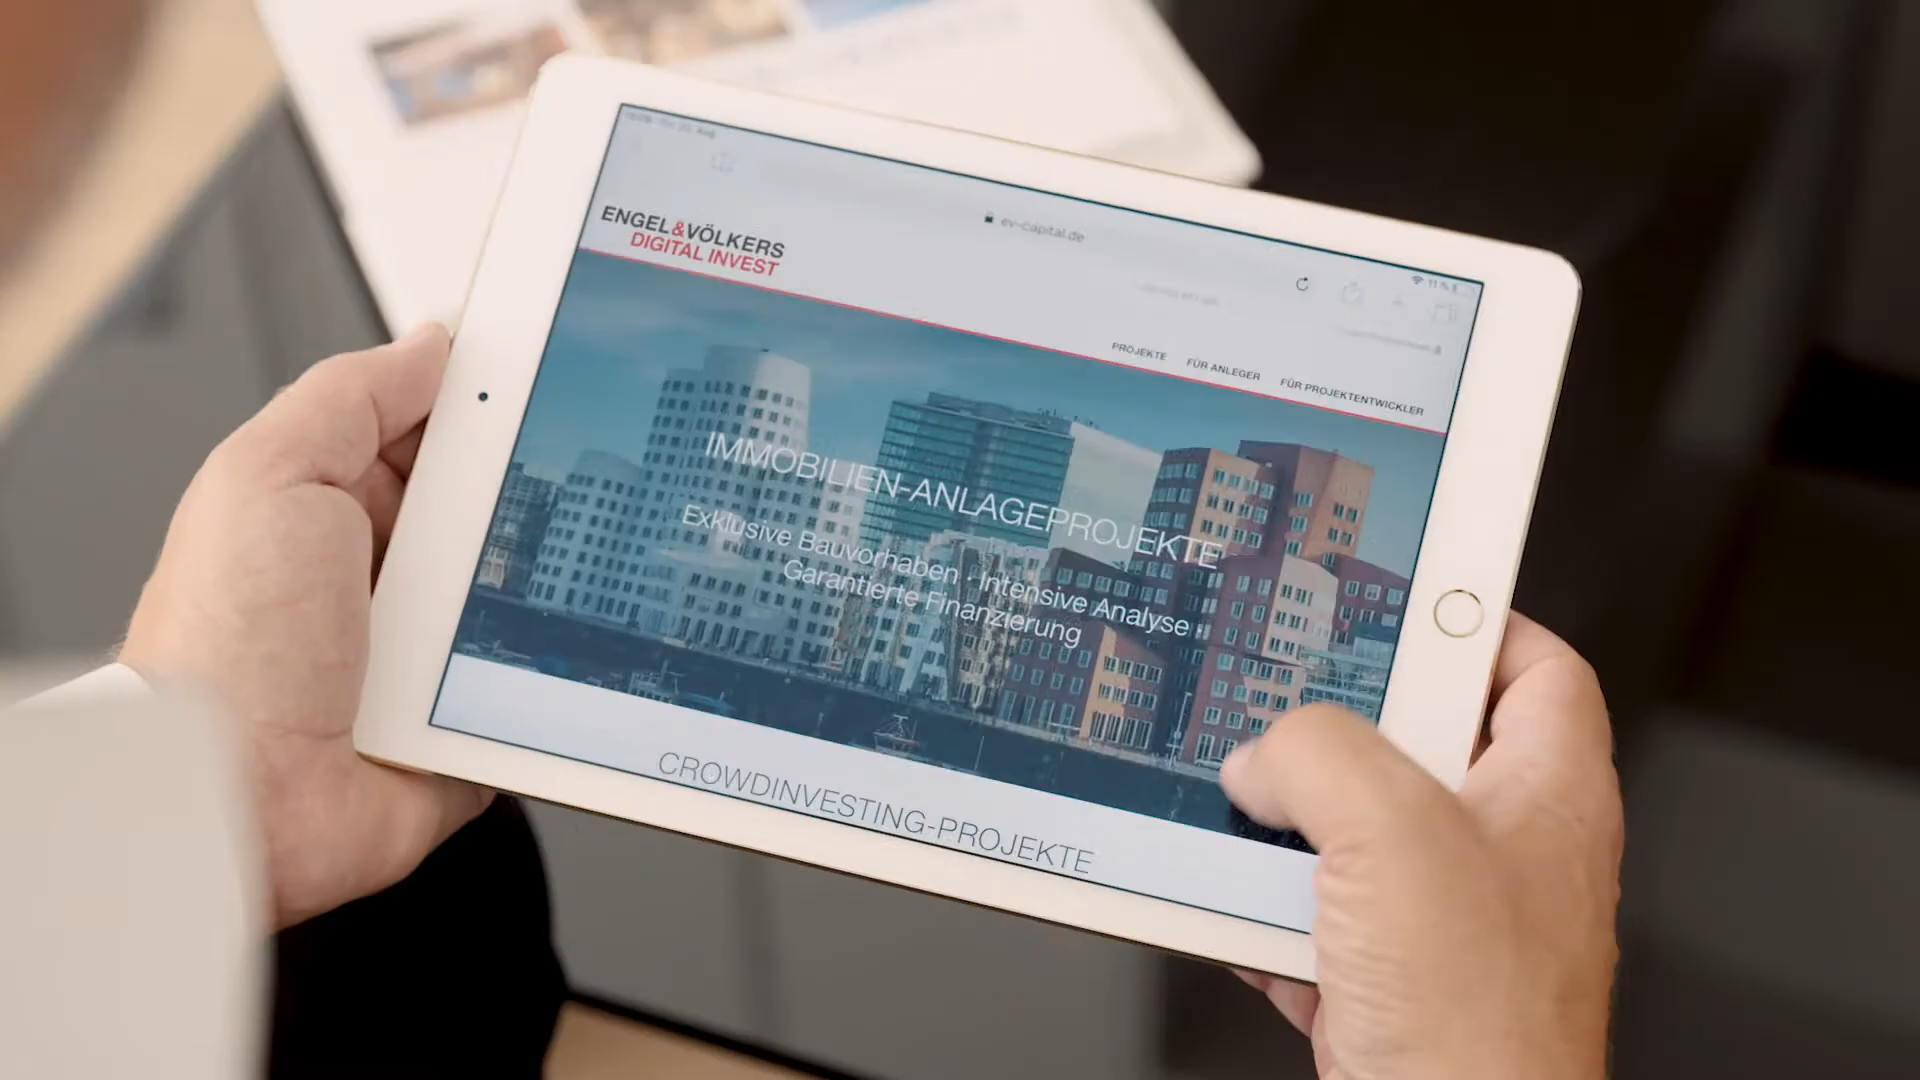 ev-capital.de
ENGEL&VÖLKERS
DIGITAL INVEST
PROJEKTE
FÜR ANLEGER
FÜR PROJEKTENTWICKLER
IMMOBILIEN-ANLAGEPROJEKTE
Exklusive Bauvorhaben · Intensive Analyse ·
Garantierte Finanzierung
CROWDINVESTING-PROJEKTE